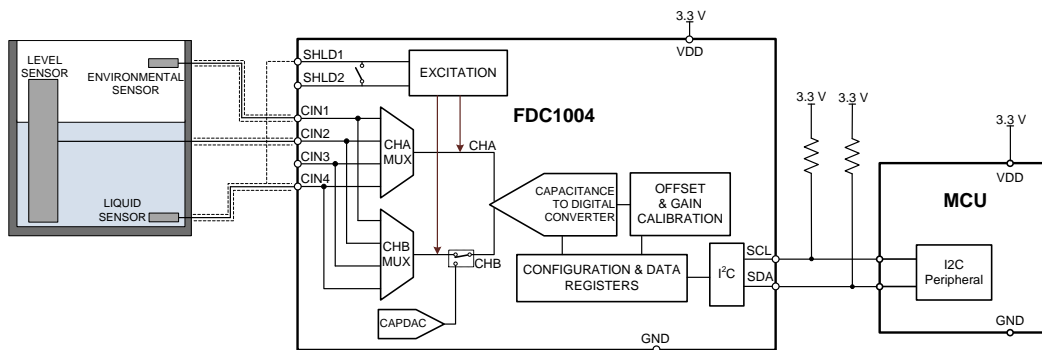 LEVEL
SENSOR
ENVIRONMENTAL
SENSOR
LIQUID
SENSOR
SHLD1
SHLD2
CIN1
CIN2
CIN3
CIN4
EXCITATION
FDC1004
3.3 V
VDD
CHA
MUX
CHA
CHB
MUX
CHB
CAPDAC
CAPACITANCE
TO DIGITAL
CONVERTER
OFFSET
& GAIN
CALIBRATION
CONFIGURATION & DATA
REGISTERS
I²C
SCL
SDA
GND
3.3 V
3.3 V
3.3 V
VDD
MCU
I2C
Peripheral
GND